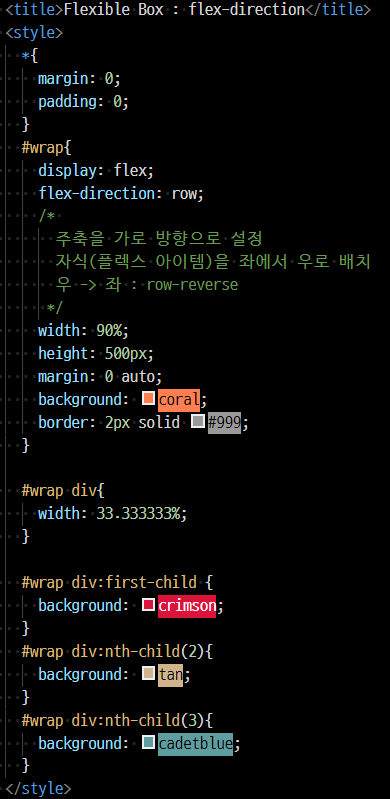 <title>Flexible Box : flex-direction</title>
<style>
*{
margin: 0;
padding: 0;
}
#wrap{
display: flex;
flex-direction: row;
/*
주축을 가로 방향으로 설정
자식(플렉스 아이템)을 좌에서 우로 배치
우 -> 좌 : row-reverse
*/
width: 90%;
height: 500px;
margin: 0 auto;
background: coral;
border: 2px solid #999;
}
#wrap div{
width: 33.333333%;
}
#wrap div:first-child {
background: crimson;
}
#wrap div:nth-child(2){
background: tan;
}
#wrap div:nth-child(3){
background: cadetblue;
}
</style>